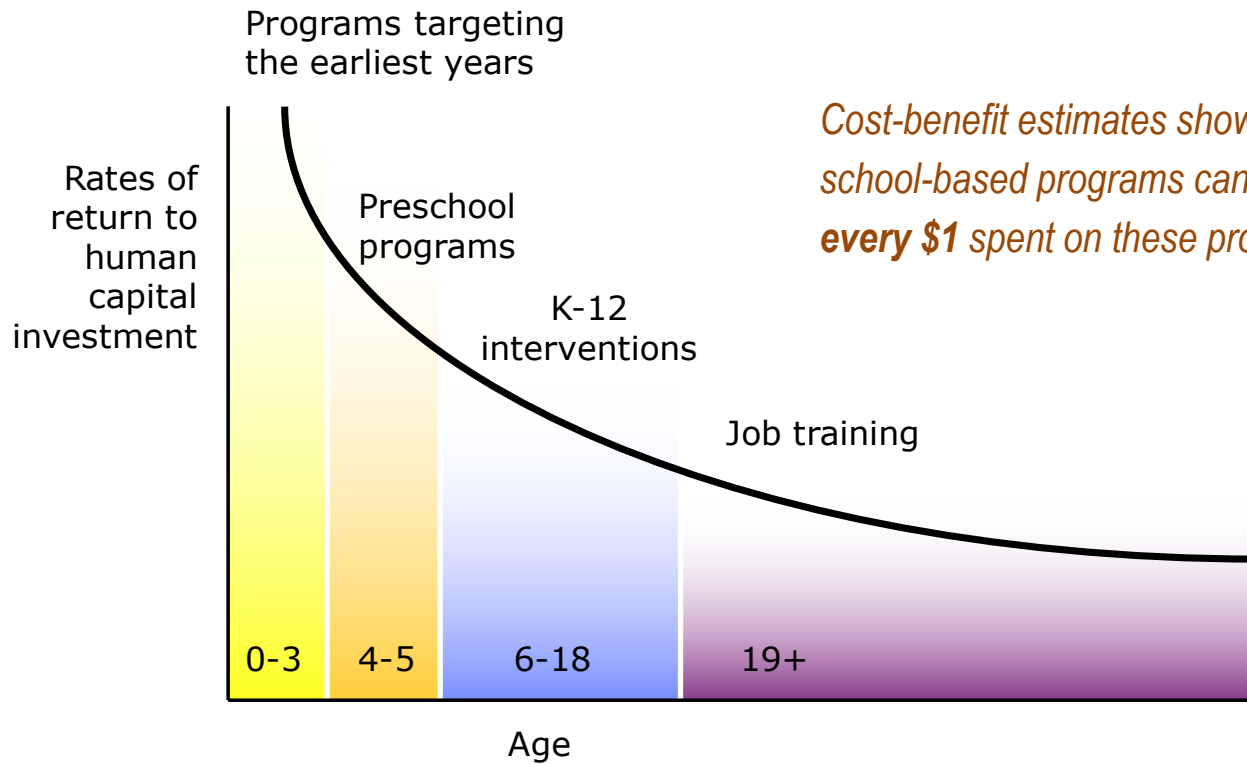 Programs targeting
the earliest years
Cost-benefit estimates show
school-based programs can
every $1 spent on these
Rates of
return to
human
capital
investment
Preschool
programs
K-12
interventions
Job training
0-3
4-5
6-18
19+
Age